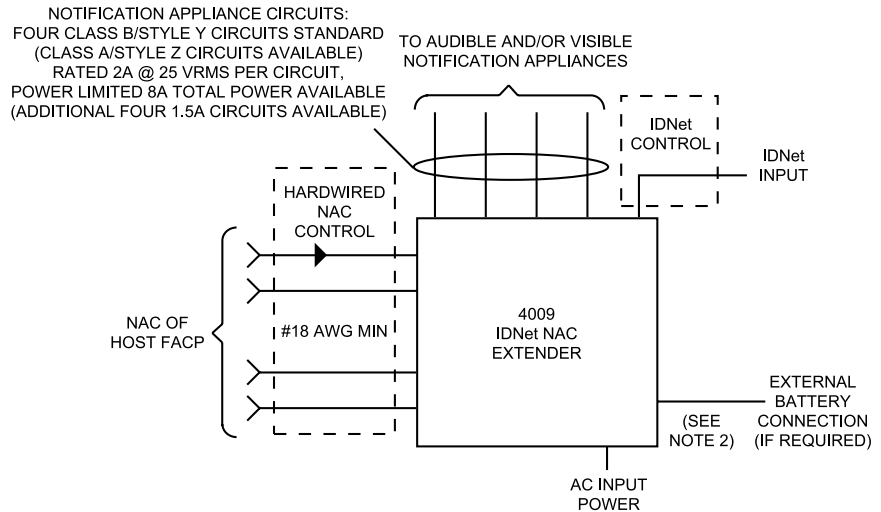 NOTIFICATION APPLIANCE CIRCUITS:
FOUR CLASS B/STYLE Y CIRCUITS STANDARD
(CLASS A/STYLE Z CIRCUITS AVAILABLE)
RATED 2A @ 25 VRMS PER CIRCUIT,
POWER LIMITED 8A TOTAL POWER AVAILABLE
(ADDITIONAL FOUR 1.5A CIRCUITS AVAILABLE)
TO AUDIBLE AND/OR VISIBLE
NOTIFICATION APPLIANCES
IDNet
CONTROL
IDNet
INPUT
HARDWIRED
NAC
CONTROL
NAC OF
HOST FACP
#18 AWG MIN
4009
IDNet NAC
EXTENDER
(SEE
NOTE 2)
EXTERNAL
BATTERY
CONNECTION
(IF REQUIRED)
AC INPUT
POWER